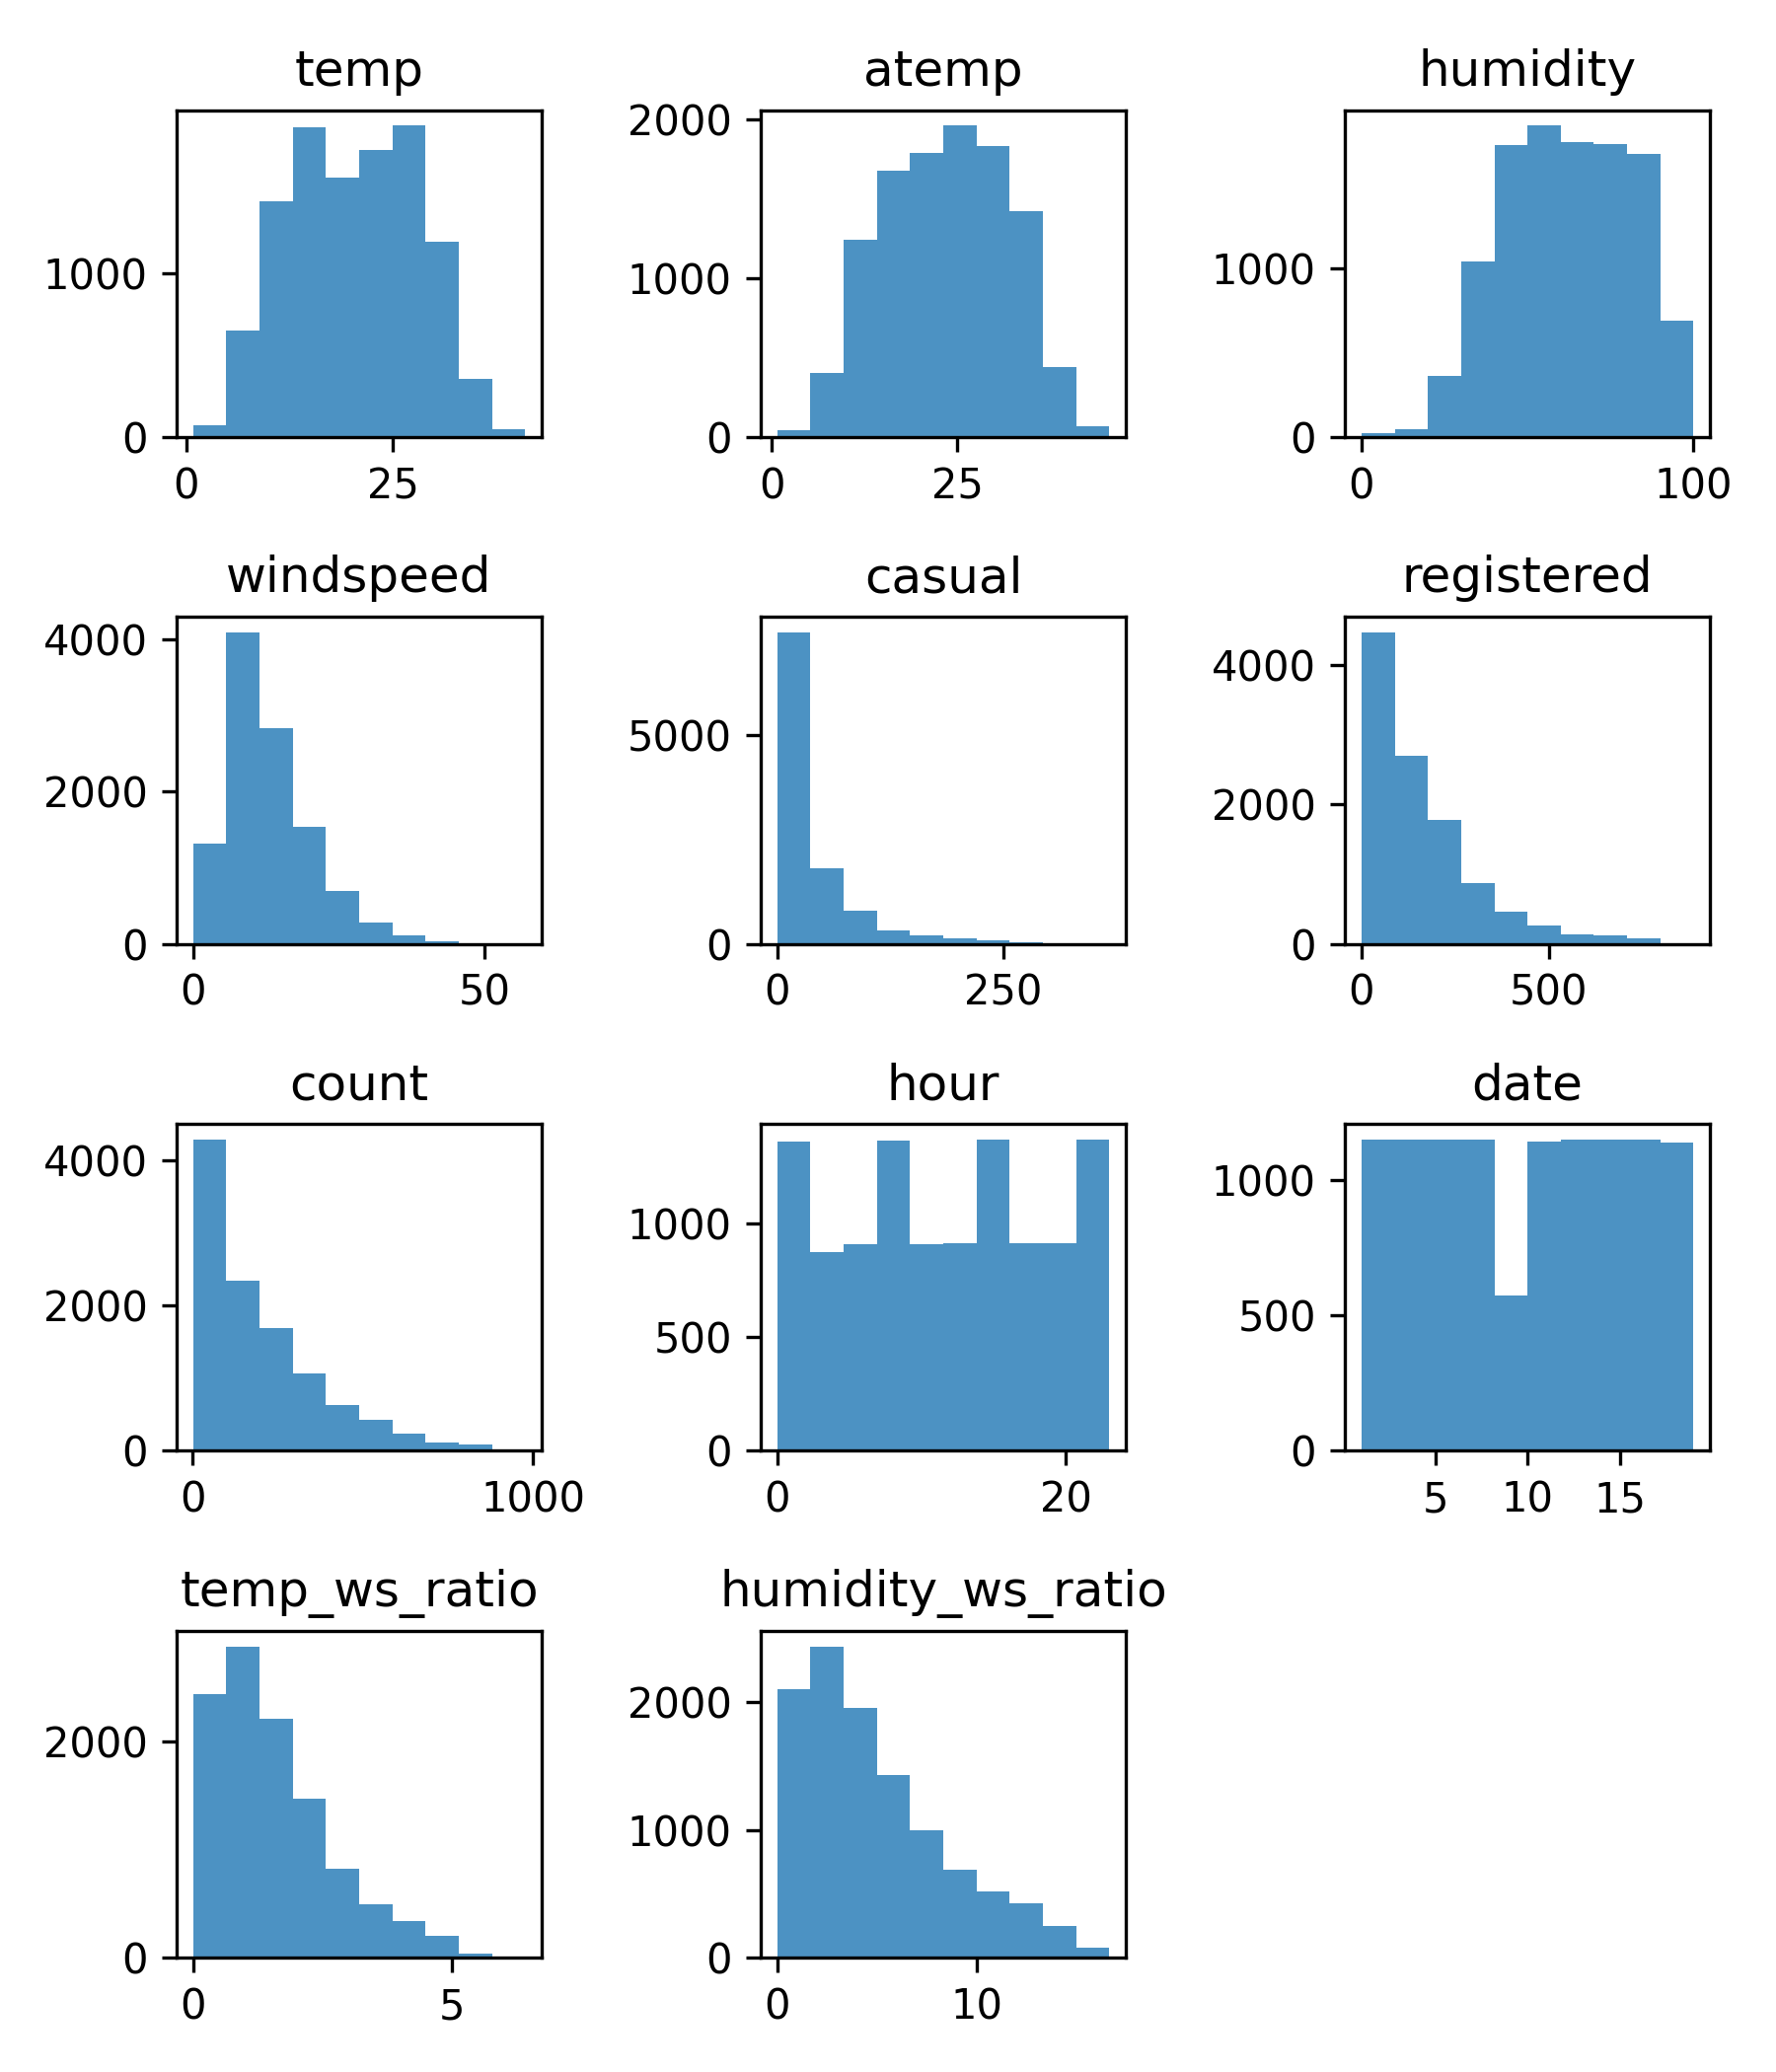 temp atemp humidity
2000
1000 1000 1000
0 0 0
0 25 0 25 0 100
windspeed casual registered
4000 5000 4000
2000 2000
0 0 0
0 50 0 250 0 500
count hour date
4000 1000 1000
2000 500 500
0 0 0
0 1000 0 20 5 10 15
temp_ws_ratio humidity_ws_ratio
2000 2000
1000
0 0
0 5 0 10